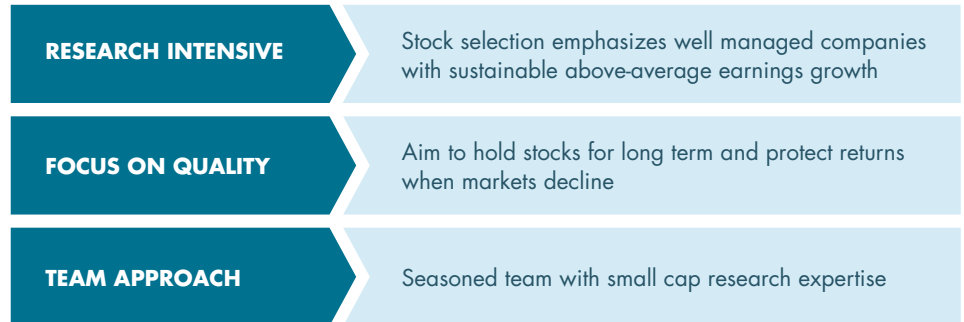 RESEARCH INTENSIVE
Stock selection emphasizes well managed companies
with sustainable above-average earnings growth
FOCUS ON QUALITY
Aim to hold stocks for long term and protect returns
when markets decline
TEAM APPROACH
Seasoned team with small cap research expertise